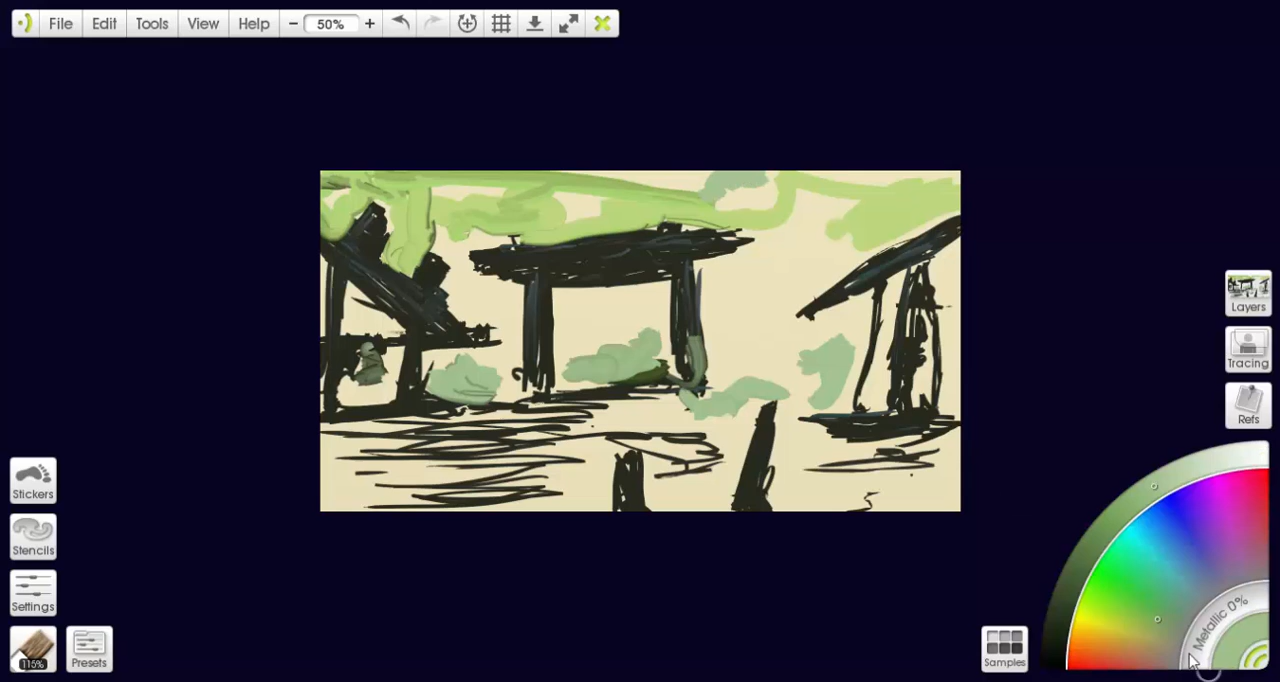 File Edit Tools View Help − 50% +
Layers
Tracing
Refs
Stickers
Stencils
Settings
115% Presets
Samples
Metallic 0%